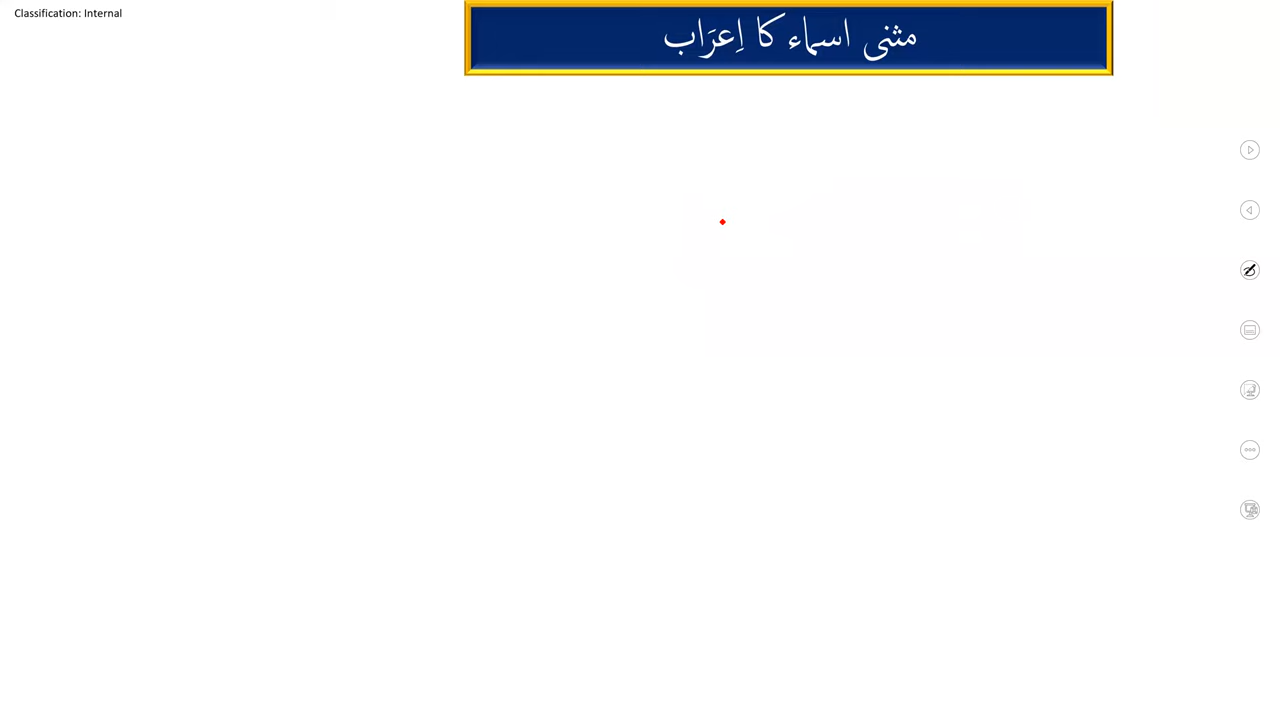 Classification: Internal
مثنی اسماء کا اِعرَاب